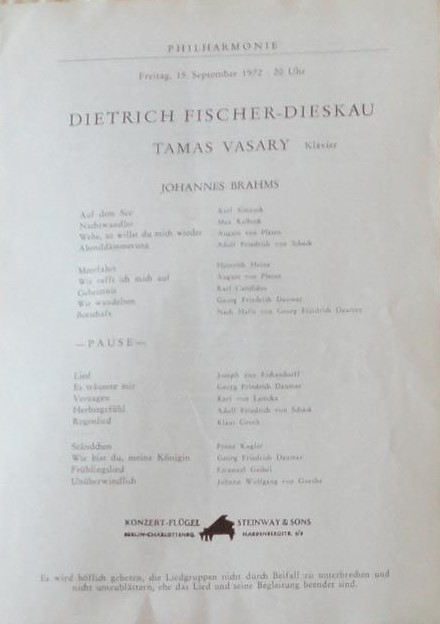 PHILHARMONIE
Freitag, 15. September 1972 · 20 Uhr
DIETRICH FISCHER-DIESKAU
TAMAS VASARY Klavier
JOHANNES BRAHMS
Auf dem See Karl Simrock
Nachtwandler Max Kalbeck
Wehe, so willst du mich wieder August von Platen
Abenddämmerung Adolf Friedrich von Schack
Meerfahrt Heinrich Heine
Wie rafft ich mich auf August von Platen
Geheimnis Karl Candidus
Wir wandelten Georg Friedrich Daumer
Botschaft Nach Hafis von Georg Friedrich Daumer
—PAUSE—
Lied Joseph von Eichendorff
Es träumte mir Georg Friedrich Daumer
Verzagen Karl von Lemcke
Herbstgefühl Adolf Friedrich von Schack
Regenlied Klaus Groth
Ständchen Franz Kugler
Wie bist du, meine Königin Georg Friedrich Daumer
Frühlingslied Emanuel Geibel
Unüberwindlich Johann Wolfgang von Goethe
KONZERT-FLÜGEL STEINWAY & SONS
BERLIN-CHARLOTTENBG. HARDENBERGSTR.
Es wird höflich gebeten, die Liedgruppen nicht durch Beifall zu unterbrechen und
nicht umzublättern, ehe das Lied und seine Begleitung beendet sind.